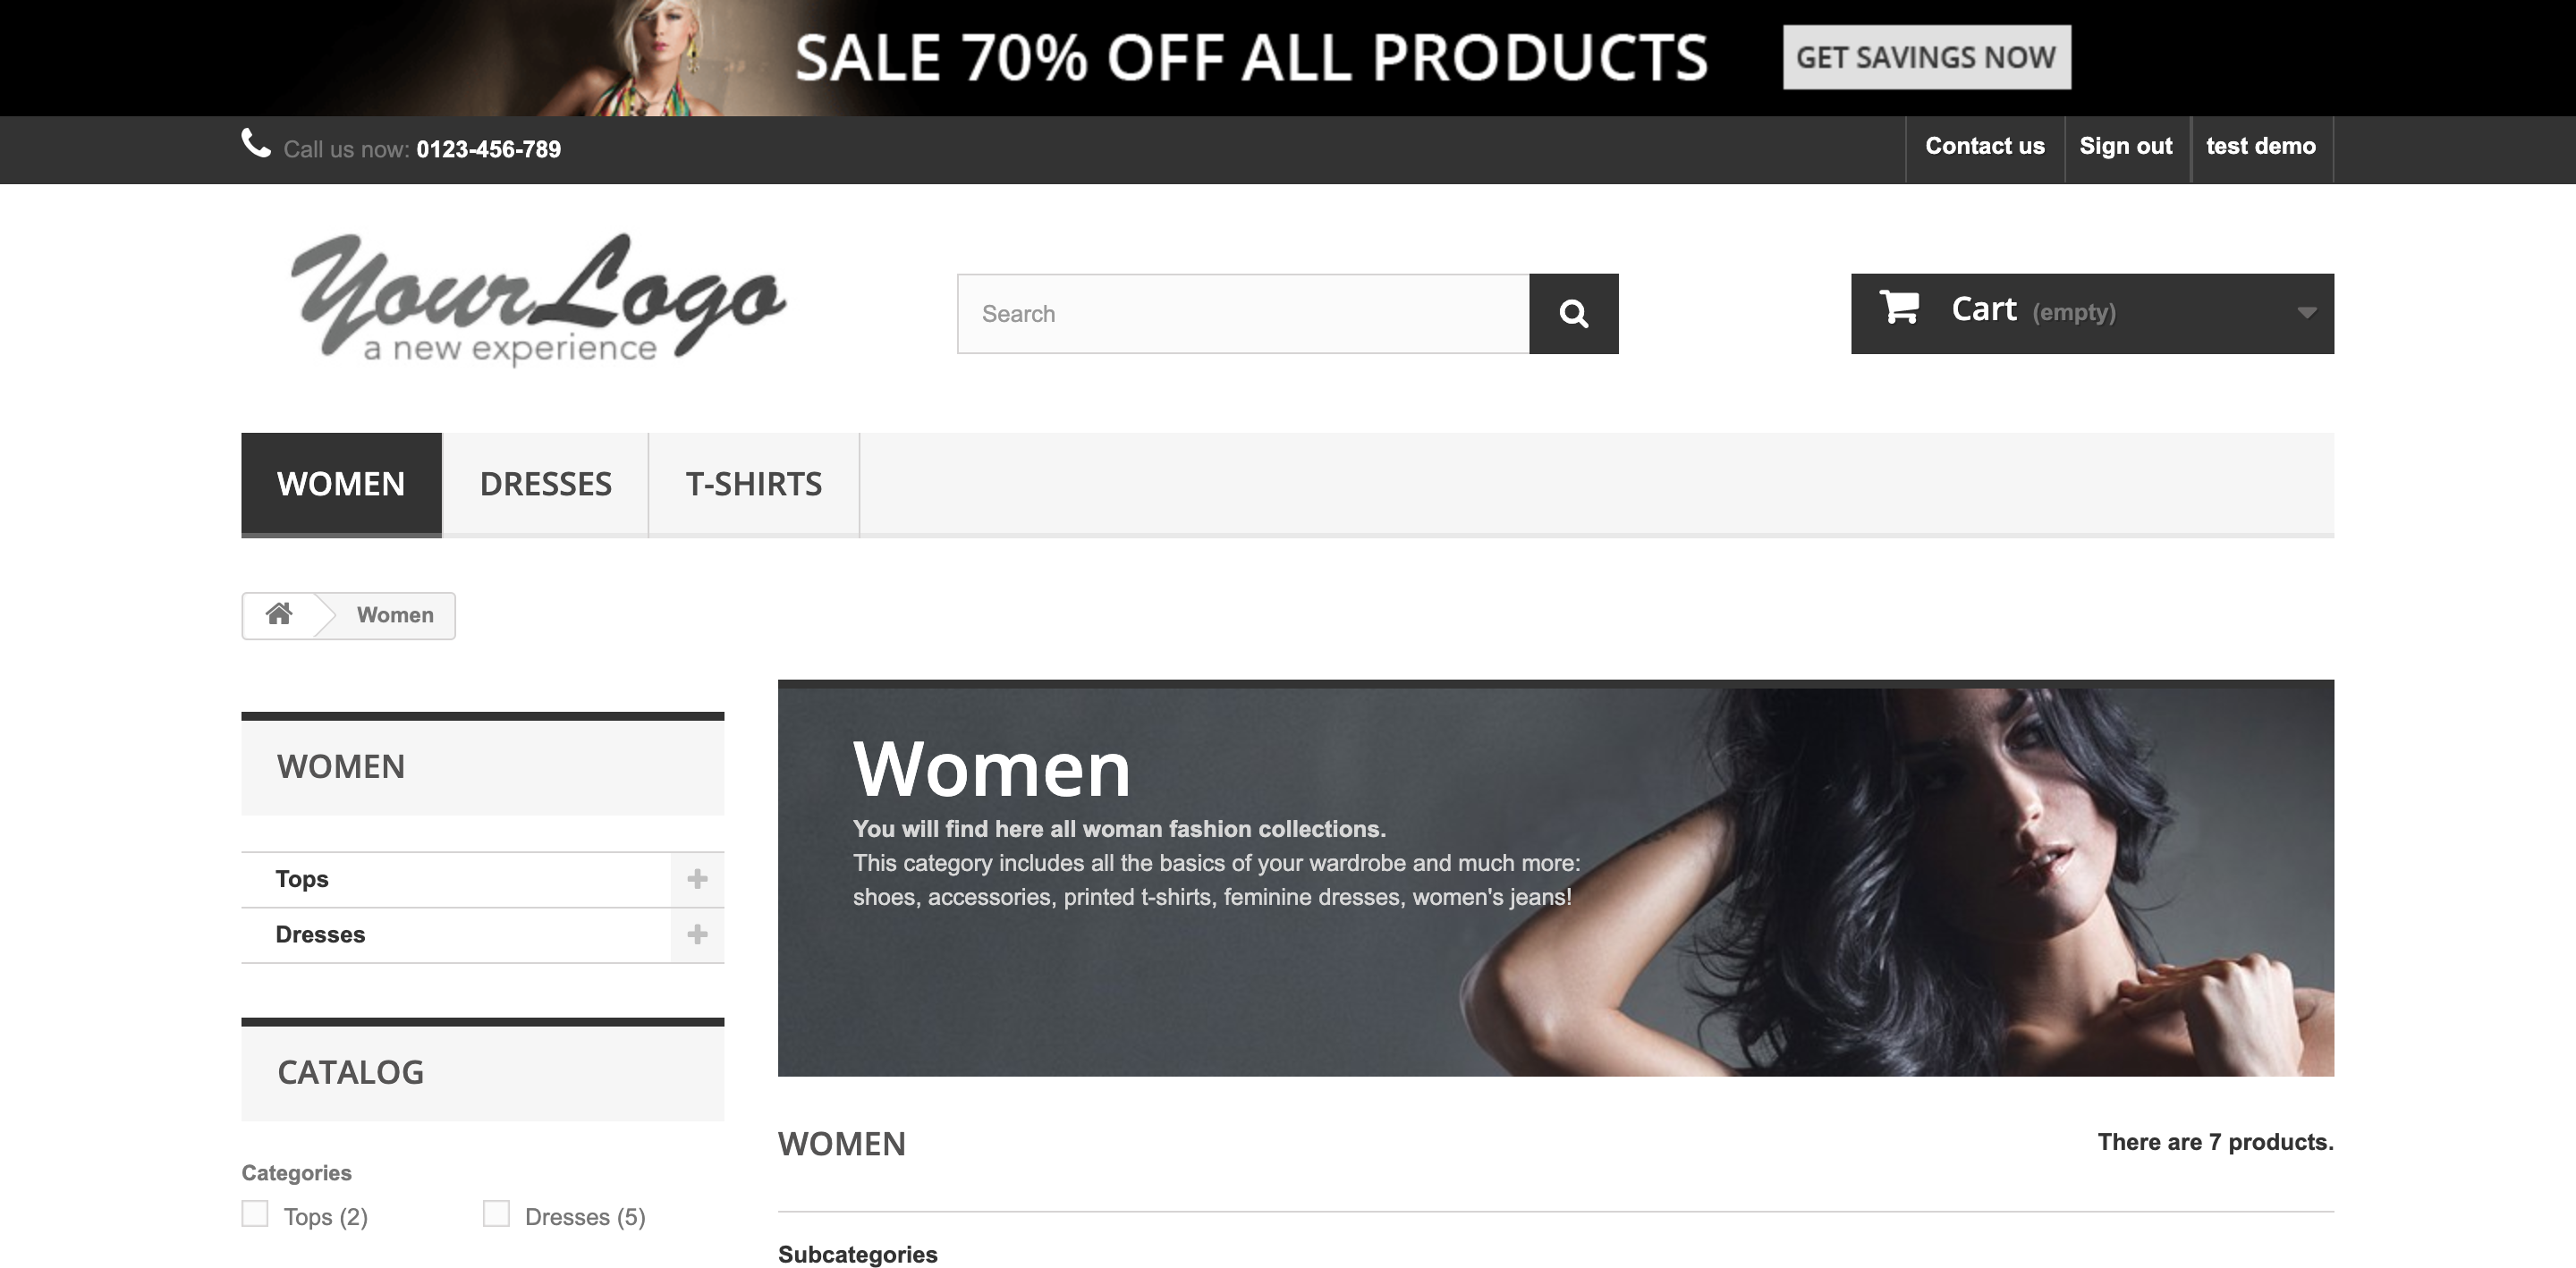 SALE 70% OFF ALL PRODUCTS
GET SAVINGS NOW
Call us now: 0123-456-789
Contact us
Sign out
test demo
Your Logo
a new experience
Search
Cart (empty)
WOMEN
DRESSES
T-SHIRTS
Women
WOMEN
Tops
Dresses
CATALOG
Categories
Tops (2)
Dresses (5)
Women
You will find here all woman fashion collections.
This category includes all the basics of your wardrobe and much more:
shoes, accessories, printed t-shirts, feminine dresses, women's jeans!
WOMEN
There are 7 products.
Subcategories